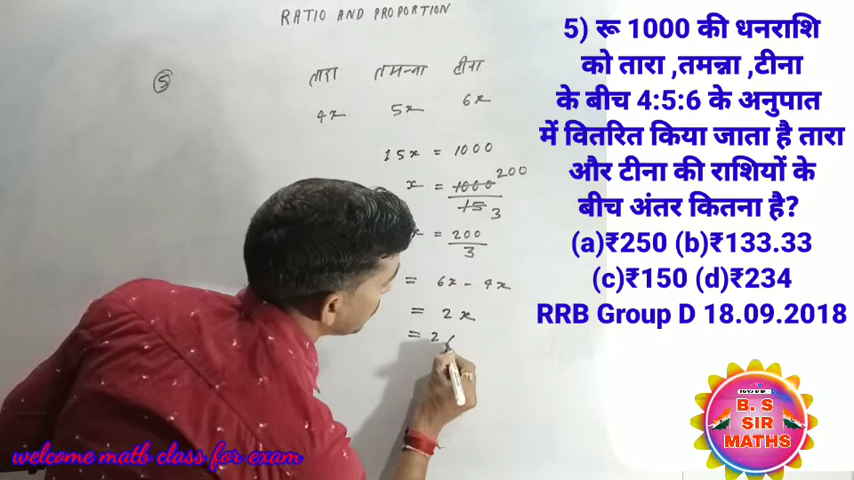 RATIO AND PROPORTION
5
तारा तमन्ना टीना
4x 5x 6x
15x = 1000
x = 1000 200
15 3
= 200
3
= 6x - 4x
= 2x
= 2
5) रू 1000 की धनराशि
को तारा ,तमन्ना ,टीना
के बीच 4:5:6 के अनुपात
में वितरित किया जाता है तारा
और टीना की राशियों के
बीच अंतर कितना है?
(a)₹250 (b)₹133.33
(c)₹150 (d)₹234
RRB Group D 18.09.2018
B. S
SIR
MATHS
welcome matb class for exam